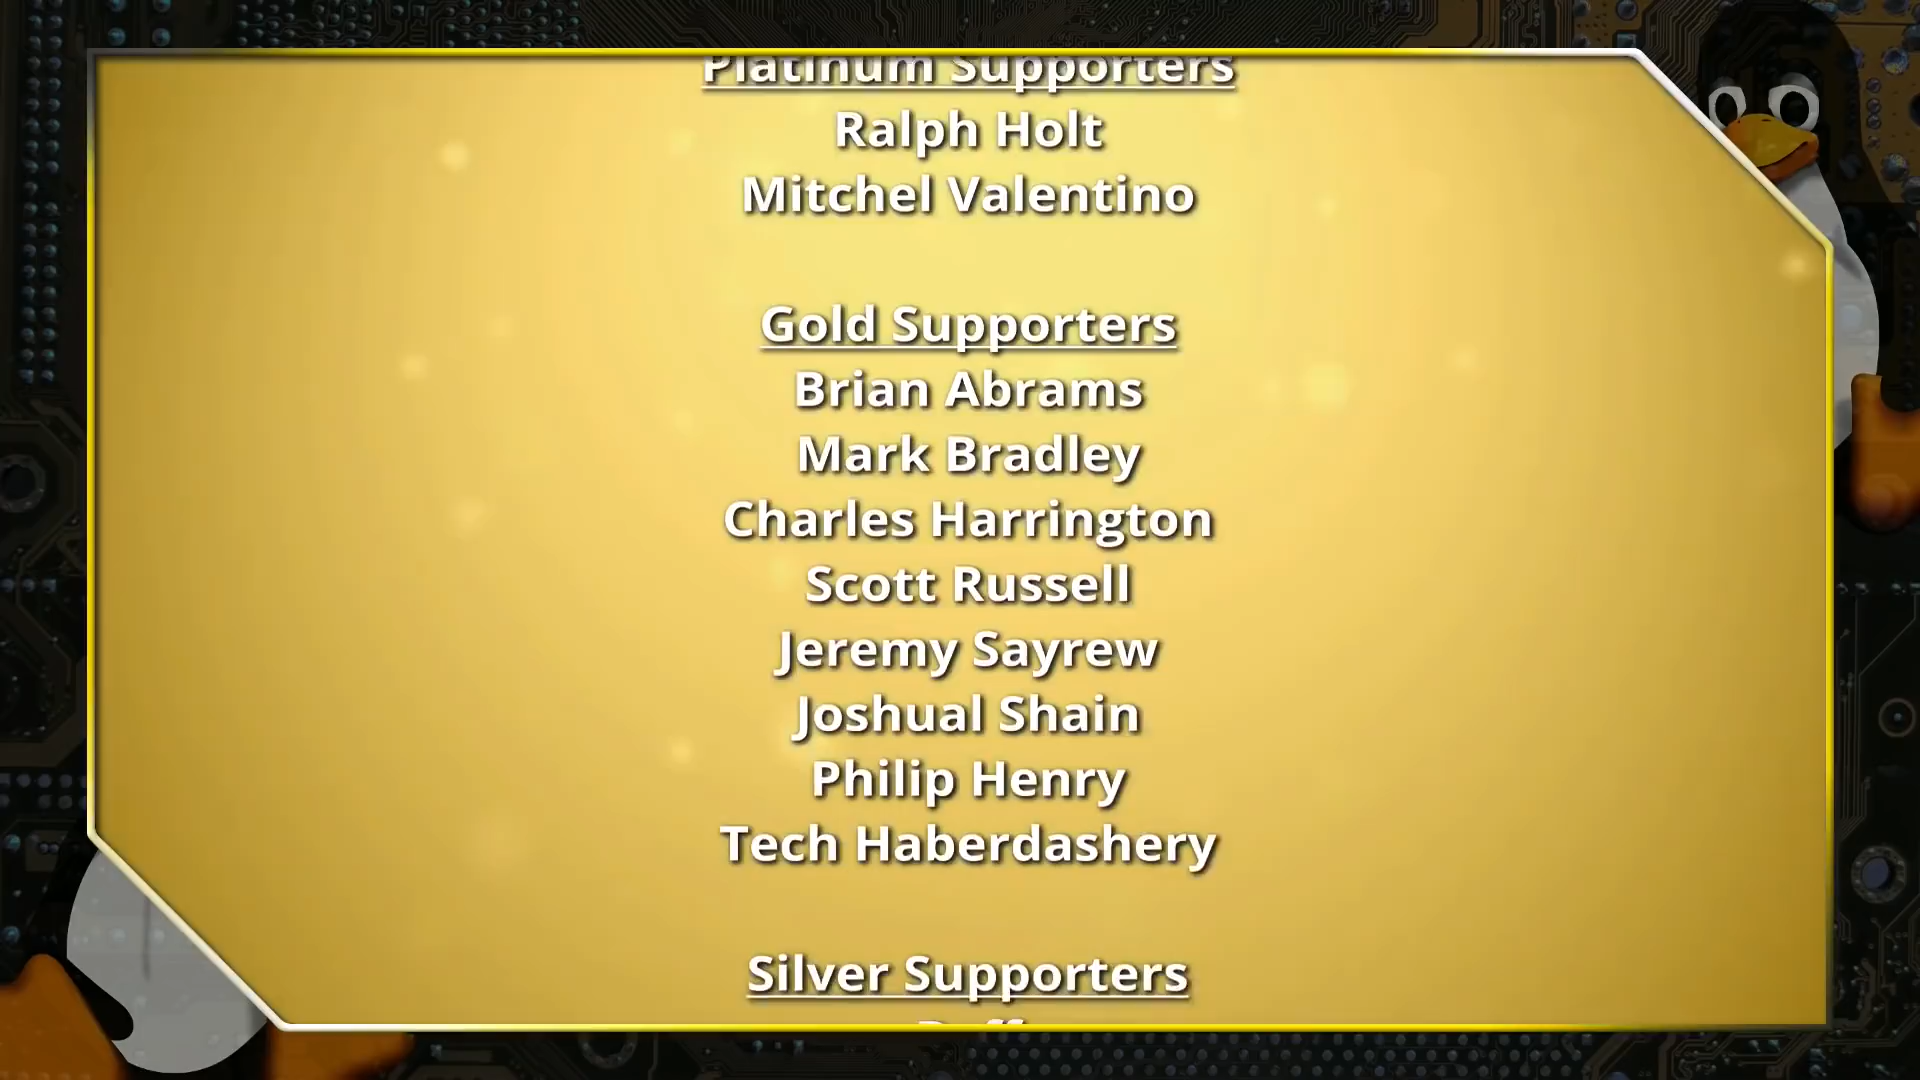 Platinum Supporters
Ralph Holt
Mitchel Valentino
Gold Supporters
Brian Abrams
Mark Bradley
Charles Harrington
Scott Russell
Jeremy Sayrew
Joshual Shain
Philip Henry
Tech Haberdashery
Silver Supporters